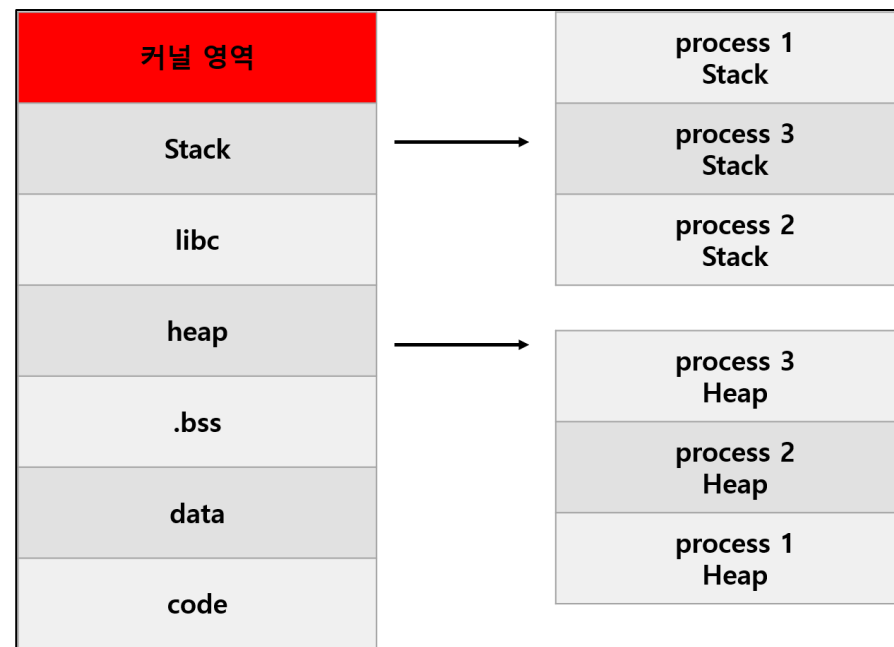 커널 영역
Stack
libc
heap
.bss
data
code
process 1
Stack
process 3
Stack
process 2
Stack
process 3
Heap
process 2
Heap
process 1
Heap